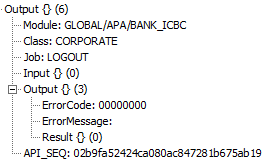 Output {} (6)
Module: GLOBAL/APA/BANK_ICBC
Class: CORPORATE
Job: LOGOUT
Input {} (0)
Output {} (3)
ErrorCode: 00000000
ErrorMessage:
Result {} (0)
API_SEQ: 02b9fa52424ca080ac847281b675ab19